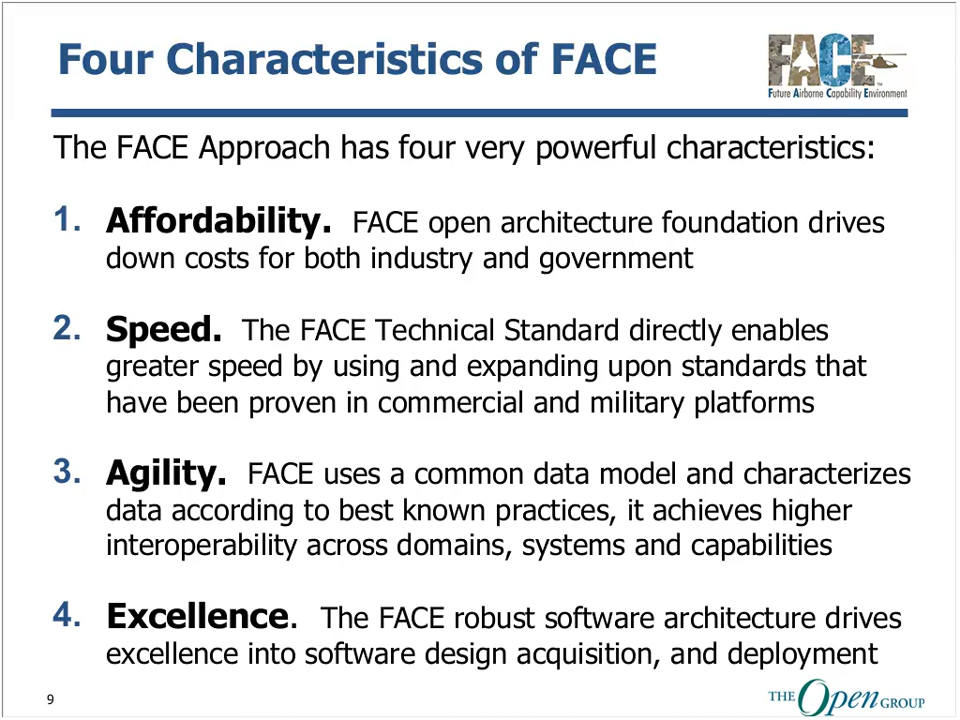 Four Characteristics of FACE
FACE™
Future Airborne Capability Environment
The FACE Approach has four very powerful characteristics:
1. Affordability. FACE open architecture foundation drives
down costs for both industry and government
2. Speed. The FACE Technical Standard directly enables
greater speed by using and expanding upon standards that
have been proven in commercial and military platforms
3. Agility. FACE uses a common data model and characterizes
data according to best known practices, it achieves higher
interoperability across domains, systems and capabilities
4. Excellence. The FACE robust software architecture drives
excellence into software design acquisition, and deployment
9
THE Open GROUP